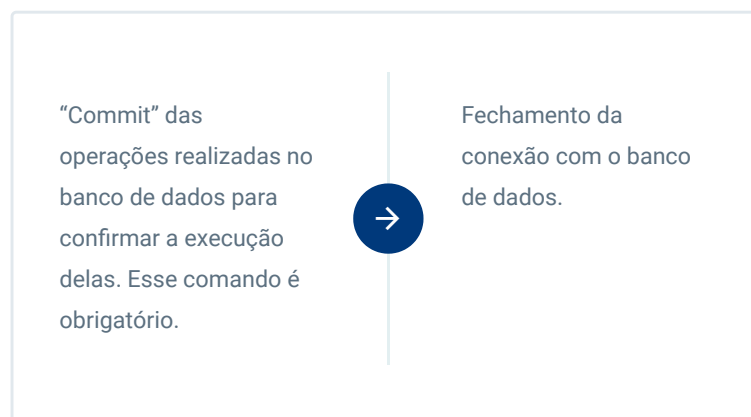 “Commit” das
operações realizadas no
banco de dados para
confirmar a execução
delas. Esse comando é
obrigatório.
Fechamento da
conexão com o banco
de dados.